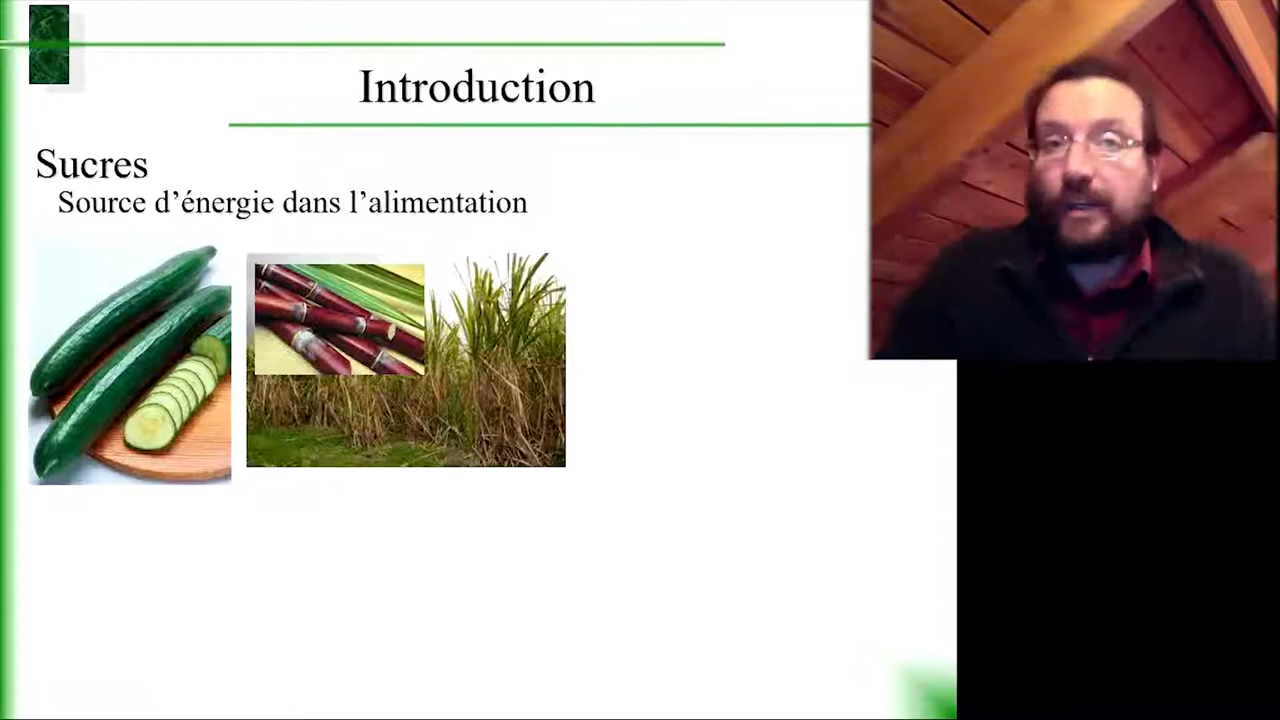 Introduction
Sucres
Source d’énergie dans l’alimentation